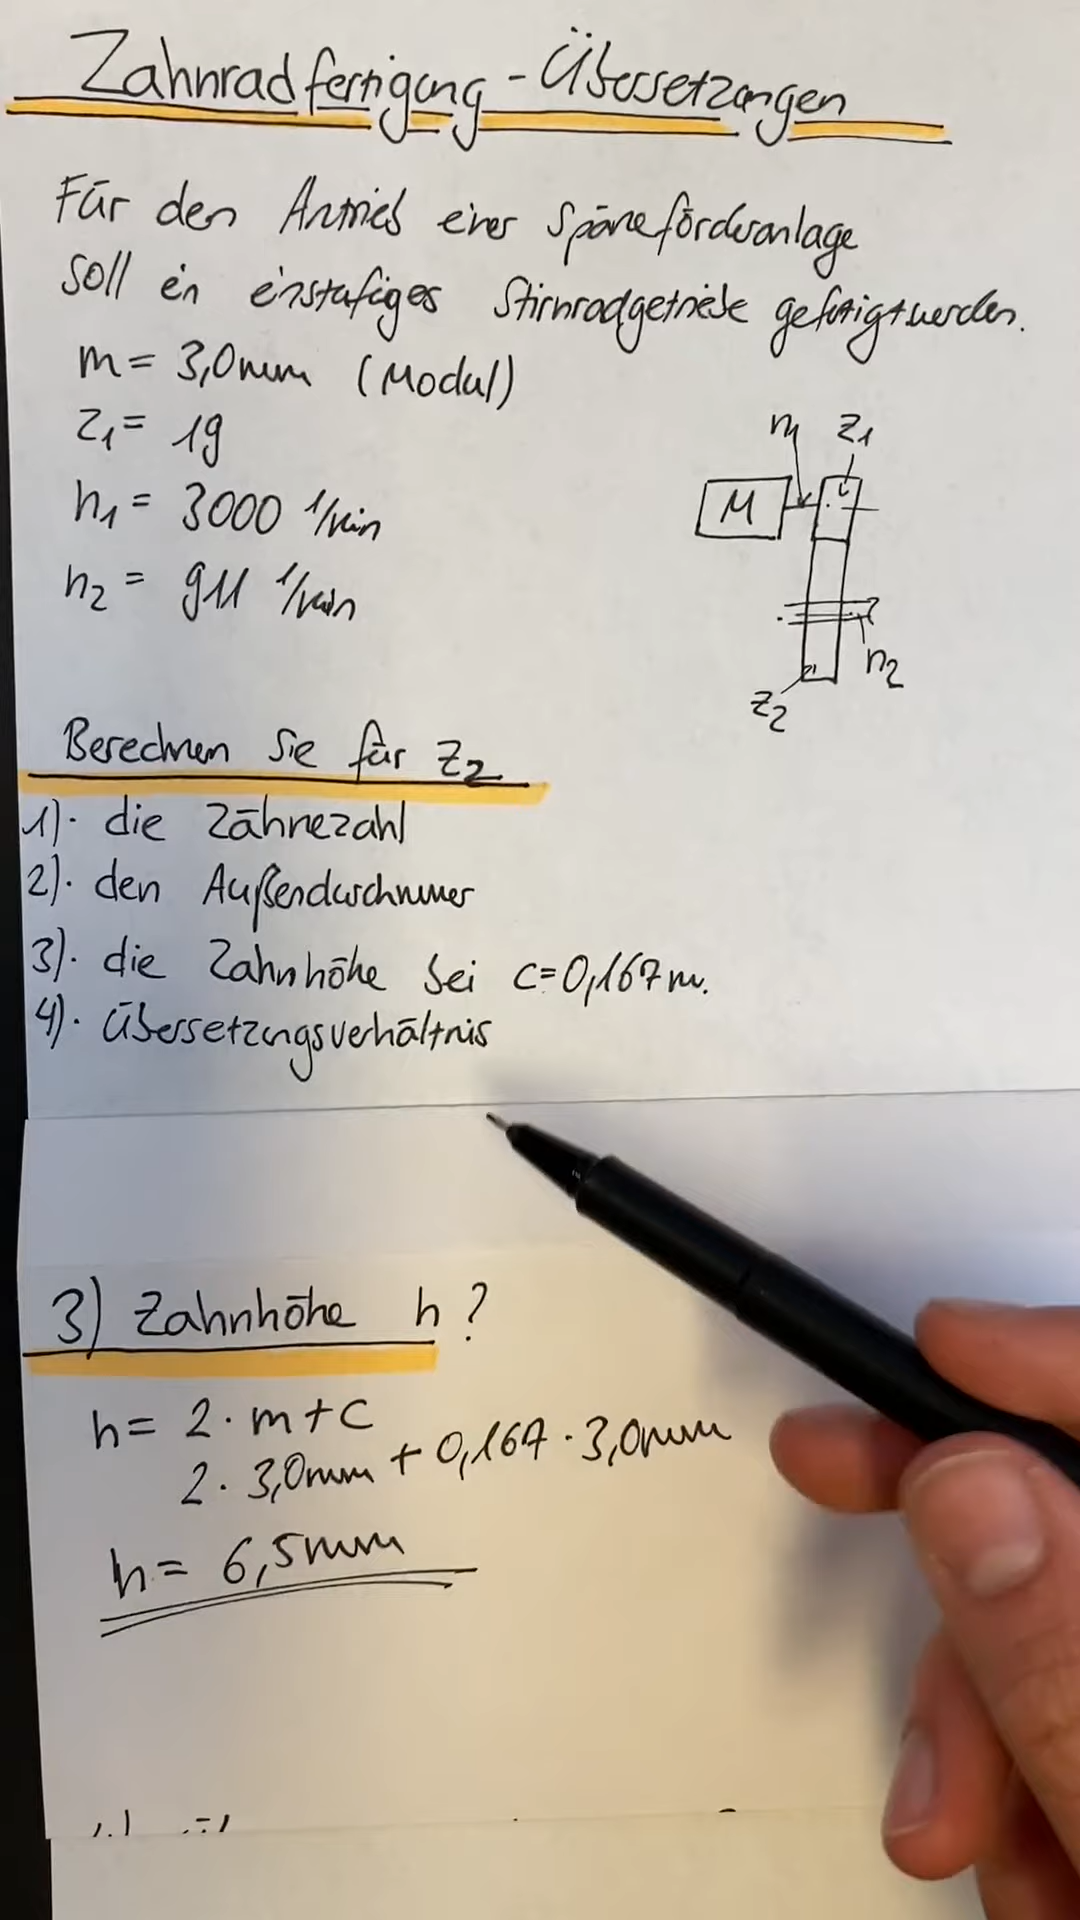 Zahnradfertigung - Übersetzungen
Für den Antrieb einer Späneförderanlage
soll ein einstufiges Stirnradgetriebe gefertigt werden.
m = 3,0mm (Modul)
z1 = 19
n1 = 3000 1/min
n2 = 911 1/min
n1 z1
M
n2
z2
Berechnen Sie für z2
1). die Zähnezahl
2). den Außendurchmesser
3). die Zahnhöhe bei c=0,167m.
4). Übersetzungsverhältnis
3) Zahnhöhe h?
h = 2 · m + c
2 · 3,0mm + 0,167 · 3,0mm
h = 6,5mm